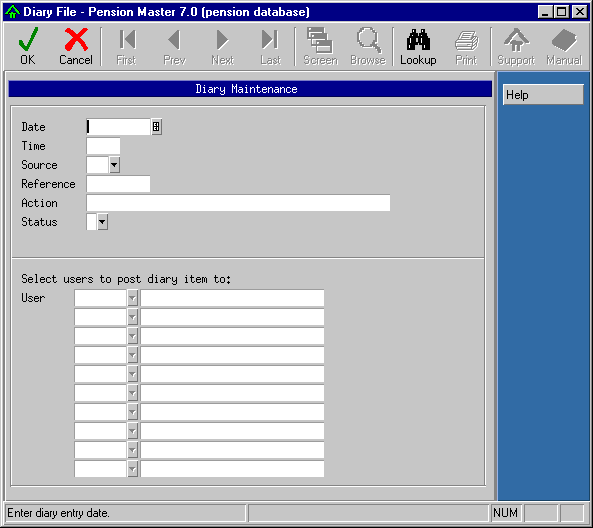 Diary File - Pension Master 7.0 (pension database)
OK Cancel First Prev Next Last Screen Browse Lookup Print Support Manual
Diary Maintenance
Help
Date
Time
Source
Reference
Action
Status
Select users to post diary item to:
User
Enter diary entry date. NUM